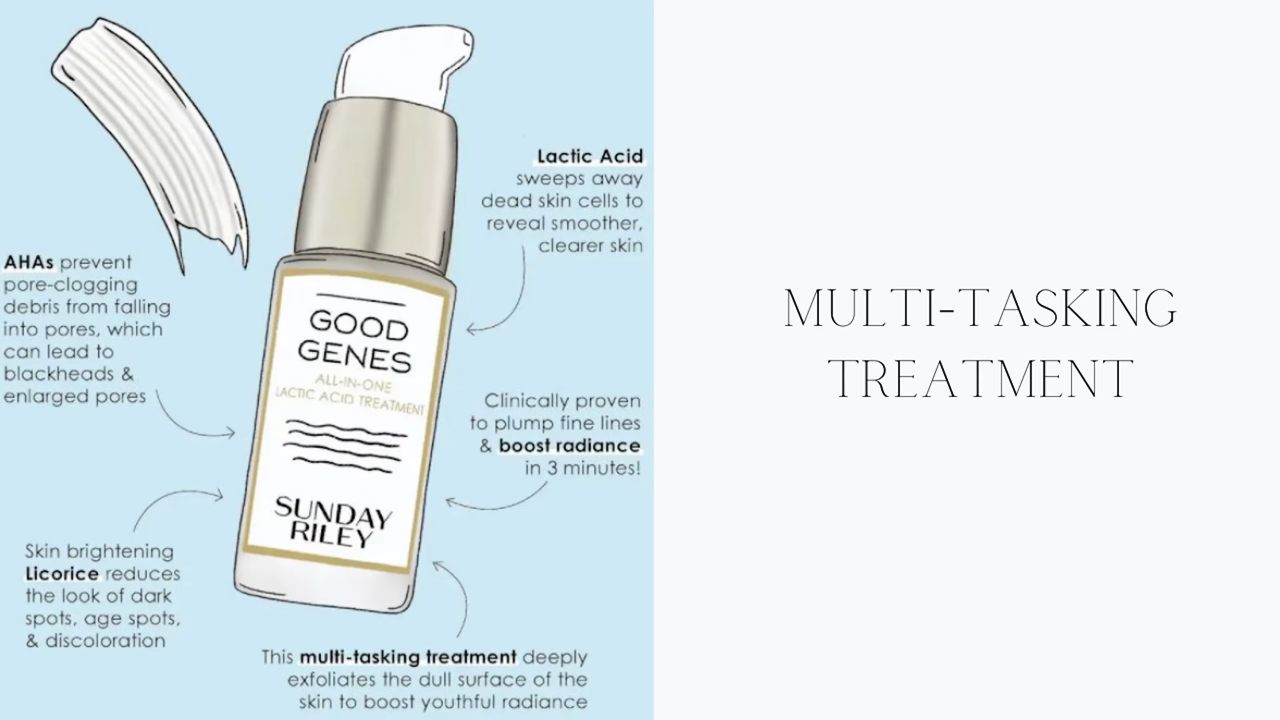 Lactic Acid
sweeps away
dead skin cells to
reveal smoother,
clearer skin
AHAs prevent
pore-clogging
debris from falling
into pores, which
can lead to
blackheads &
enlarged pores
GOOD
GENES
ALL-IN-ONE
LACTIC ACID TREATMENT
SUNDAY
RILEY
Clinically proven
to plump fine lines
& boost radiance
in 3 minutes!
Skin brightening
Licorice reduces
the look of dark
spots, age spots,
& discoloration
This multi-tasking treatment deeply
exfoliates the dull surface of the
skin to boost youthful radiance
MULTI-TASKING
TREATMENT